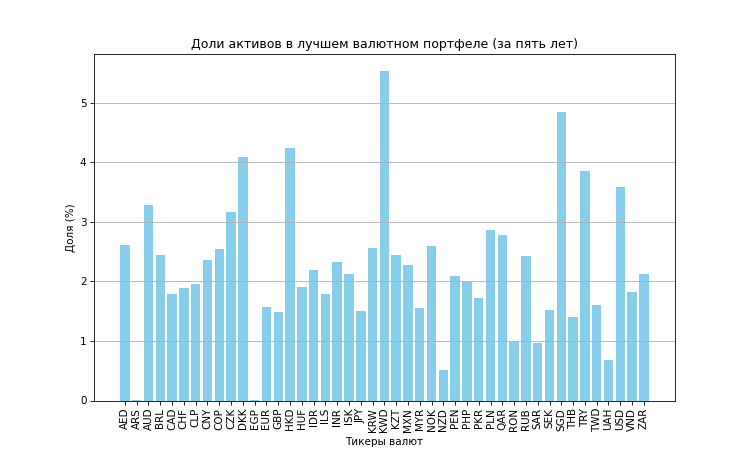 Доли активов в лучшем валютном портфеле (за пять лет)
Доля (%)
5
4
3
2
1
0
AED ARS AUD BRL CAD CHF CLP CNY COP CZK DKK EGP EUR GBP HKD HUF IDR ILS INR ISK JPY KRW KWD KZT MXN MYR NOK NZD PEN PHP PKR PLN QAR RON RUB SAR SEK SGD THB TRY TWD UAH USD VND ZAR
Тикеры валют